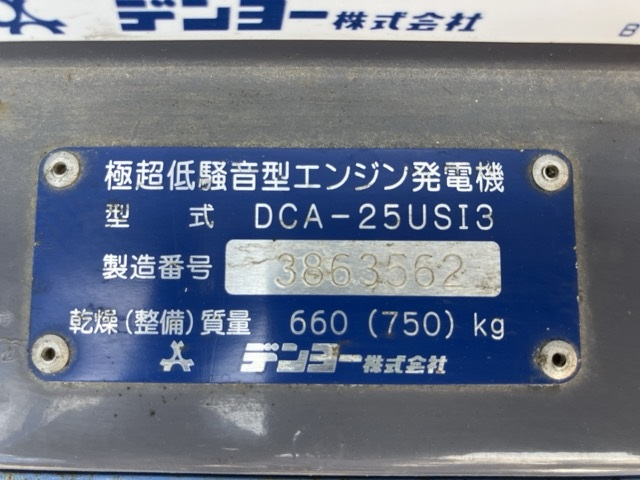 デンヨー株式会社
極超低騒音型エンジン発電機
型 式 DCA-25USI3
製造番号 3863562
乾燥(整備)質量 660 (750) kg
デンヨー株式会社